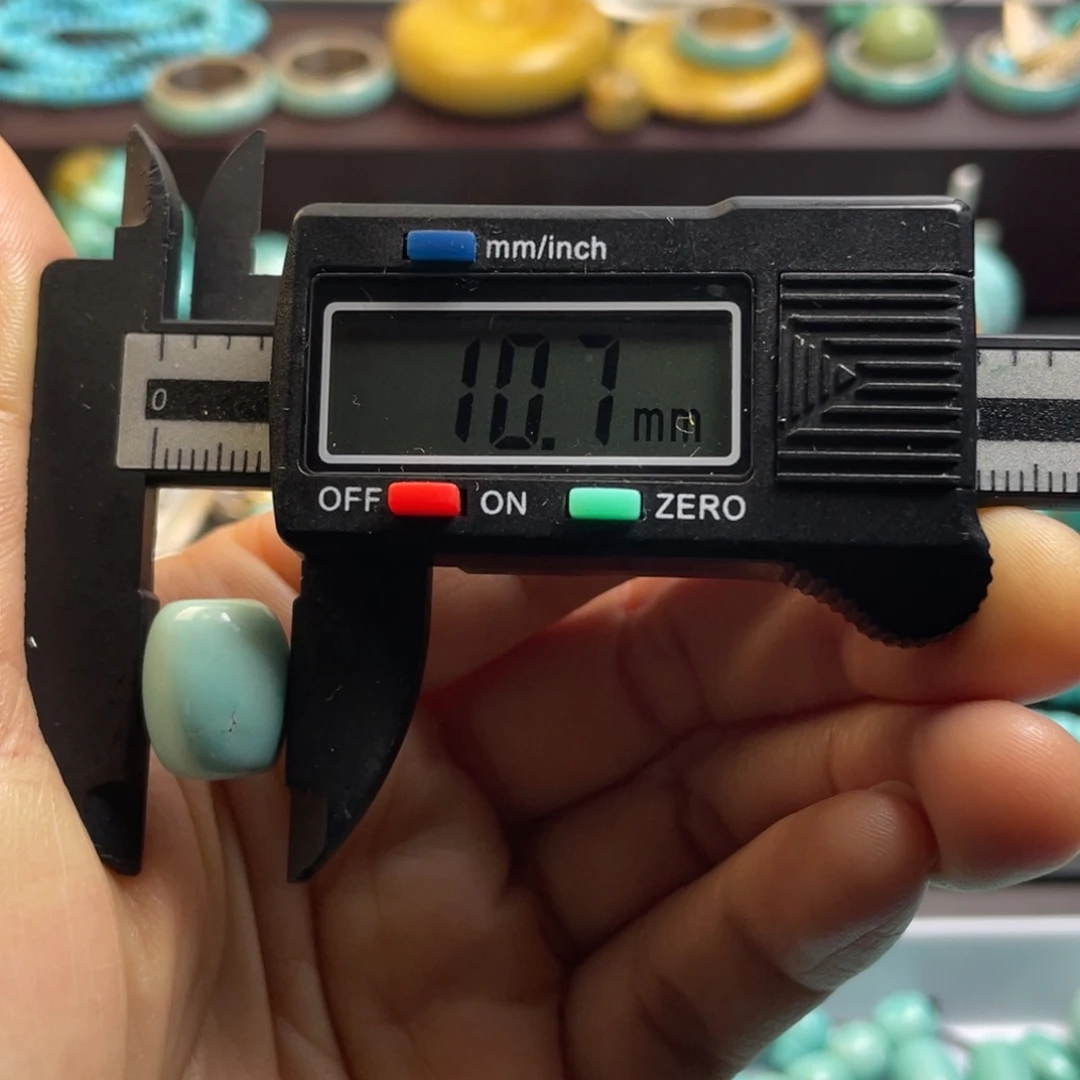 mm/inch
10.7 mm
0
OFF ON ZERO